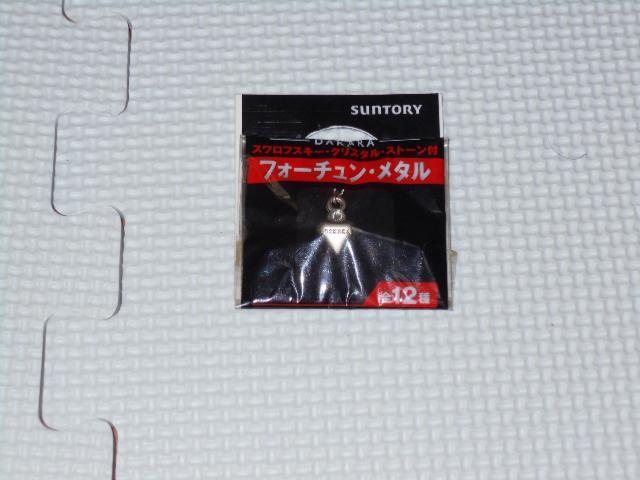 SUNTORY
DAKARA
スワロフスキー・クリスタル・ストーン付
フォーチュン・メタル
DAKARA
全12種